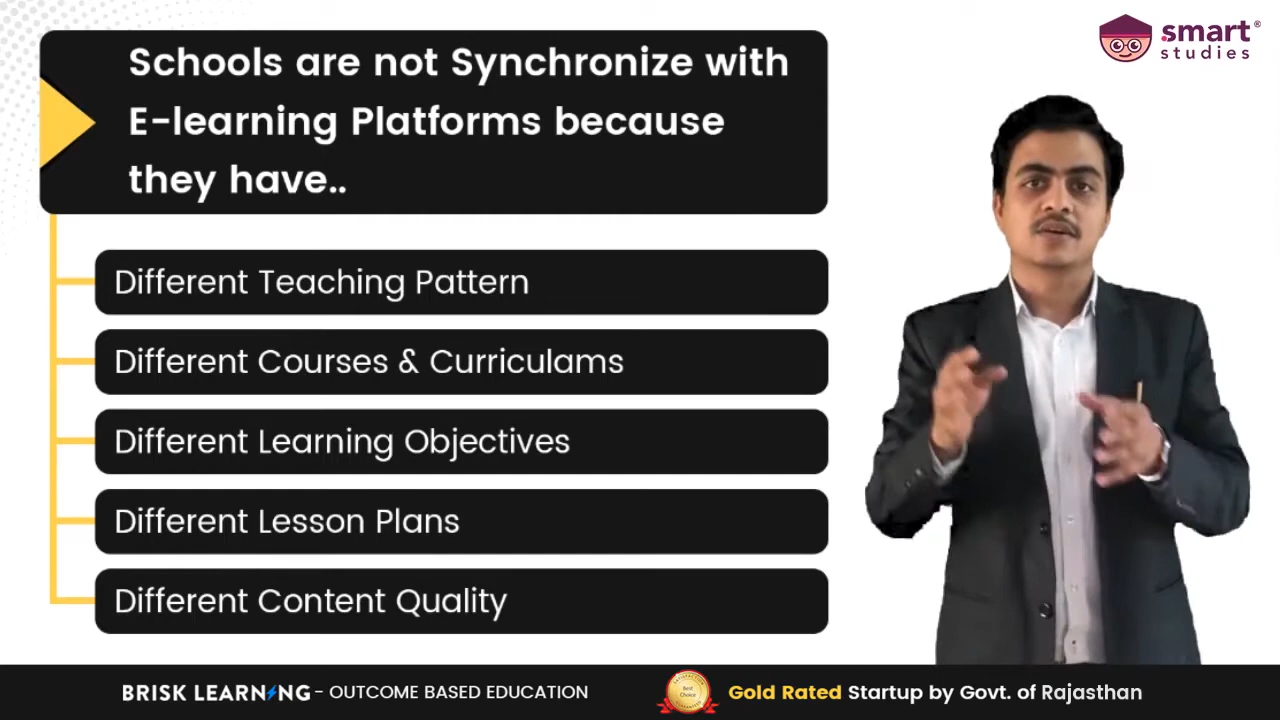 smart®
studies
Schools are not Synchronize with
E-learning Platforms because
they have..
Different Teaching Pattern
Different Courses & Curriculams
Different Learning Objectives
Different Lesson Plans
Different Content Quality
BRISK LEARNING - OUTCOME BASED EDUCATION
Best
Choice
Gold Rated Startup by Govt. of Rajasthan